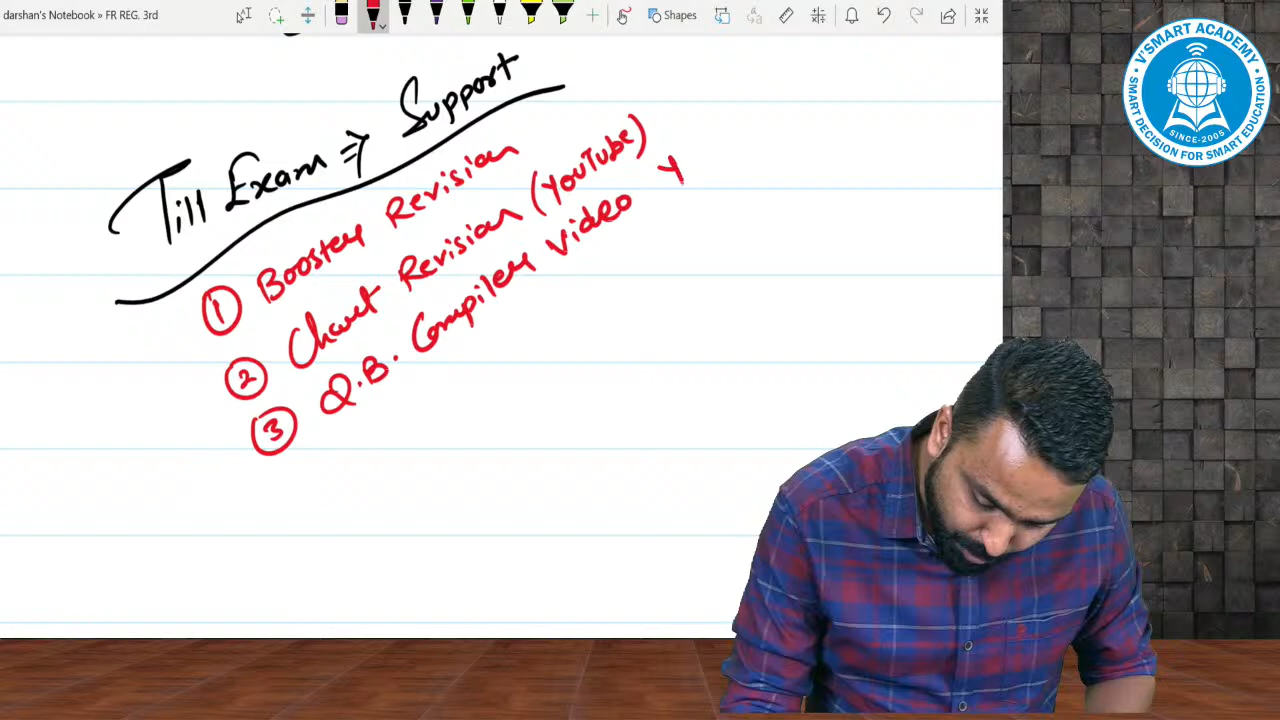 darshan's Notebook » FR REG. 3rd
Shapes
V'SMART ACADEMY
SMART DECISION FOR SMART EDUCATION
SINCE-2005
Till Exam ⇒ Support
① Booster Revision
② Chart Revision (YouTube)
③ Q.B. Compiler Video Y